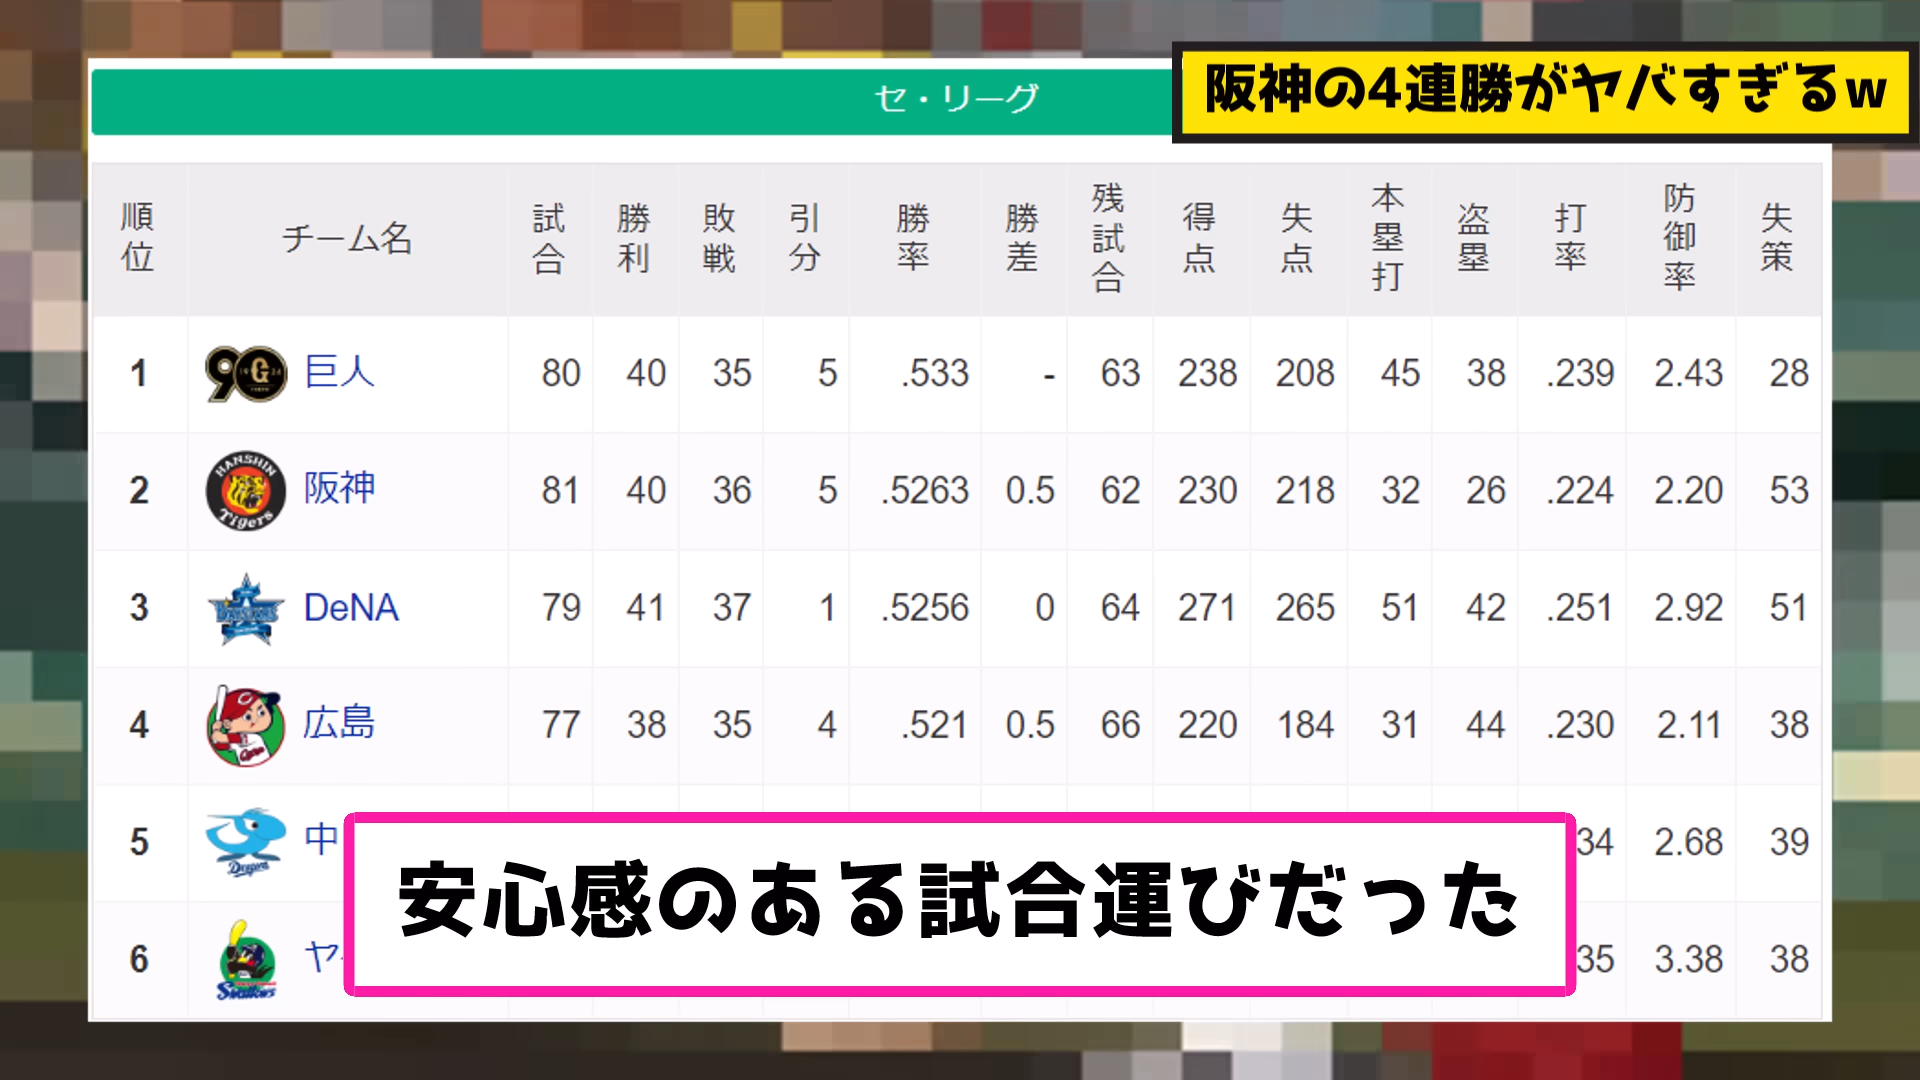 阪神の4連勝がヤバすぎるw
セ・リーグ
順位 チーム名 試合 勝利 敗戦 引分 勝率 勝差 残試合 得点 失点 本塁打 盗塁 打率 防御率 失策
1 巨人 80 40 35 5 .533 - 63 238 208 45 38 .239 2.43 28
2 HANSHIN Tigers 阪神 81 40 36 5 .5263 0.5 62 230 218 32 26 .224 2.20 53
3 DeNA 79 41 37 1 .5256 0 64 271 265 51 42 .251 2.92 51
4 広島 77 38 35 4 .521 0.5 66 220 184 31 44 .230 2.11 38
5 Dragons 中 34 2.68 39
6 Swallows ヤ 35 3.38 38
安心感のある試合運びだった